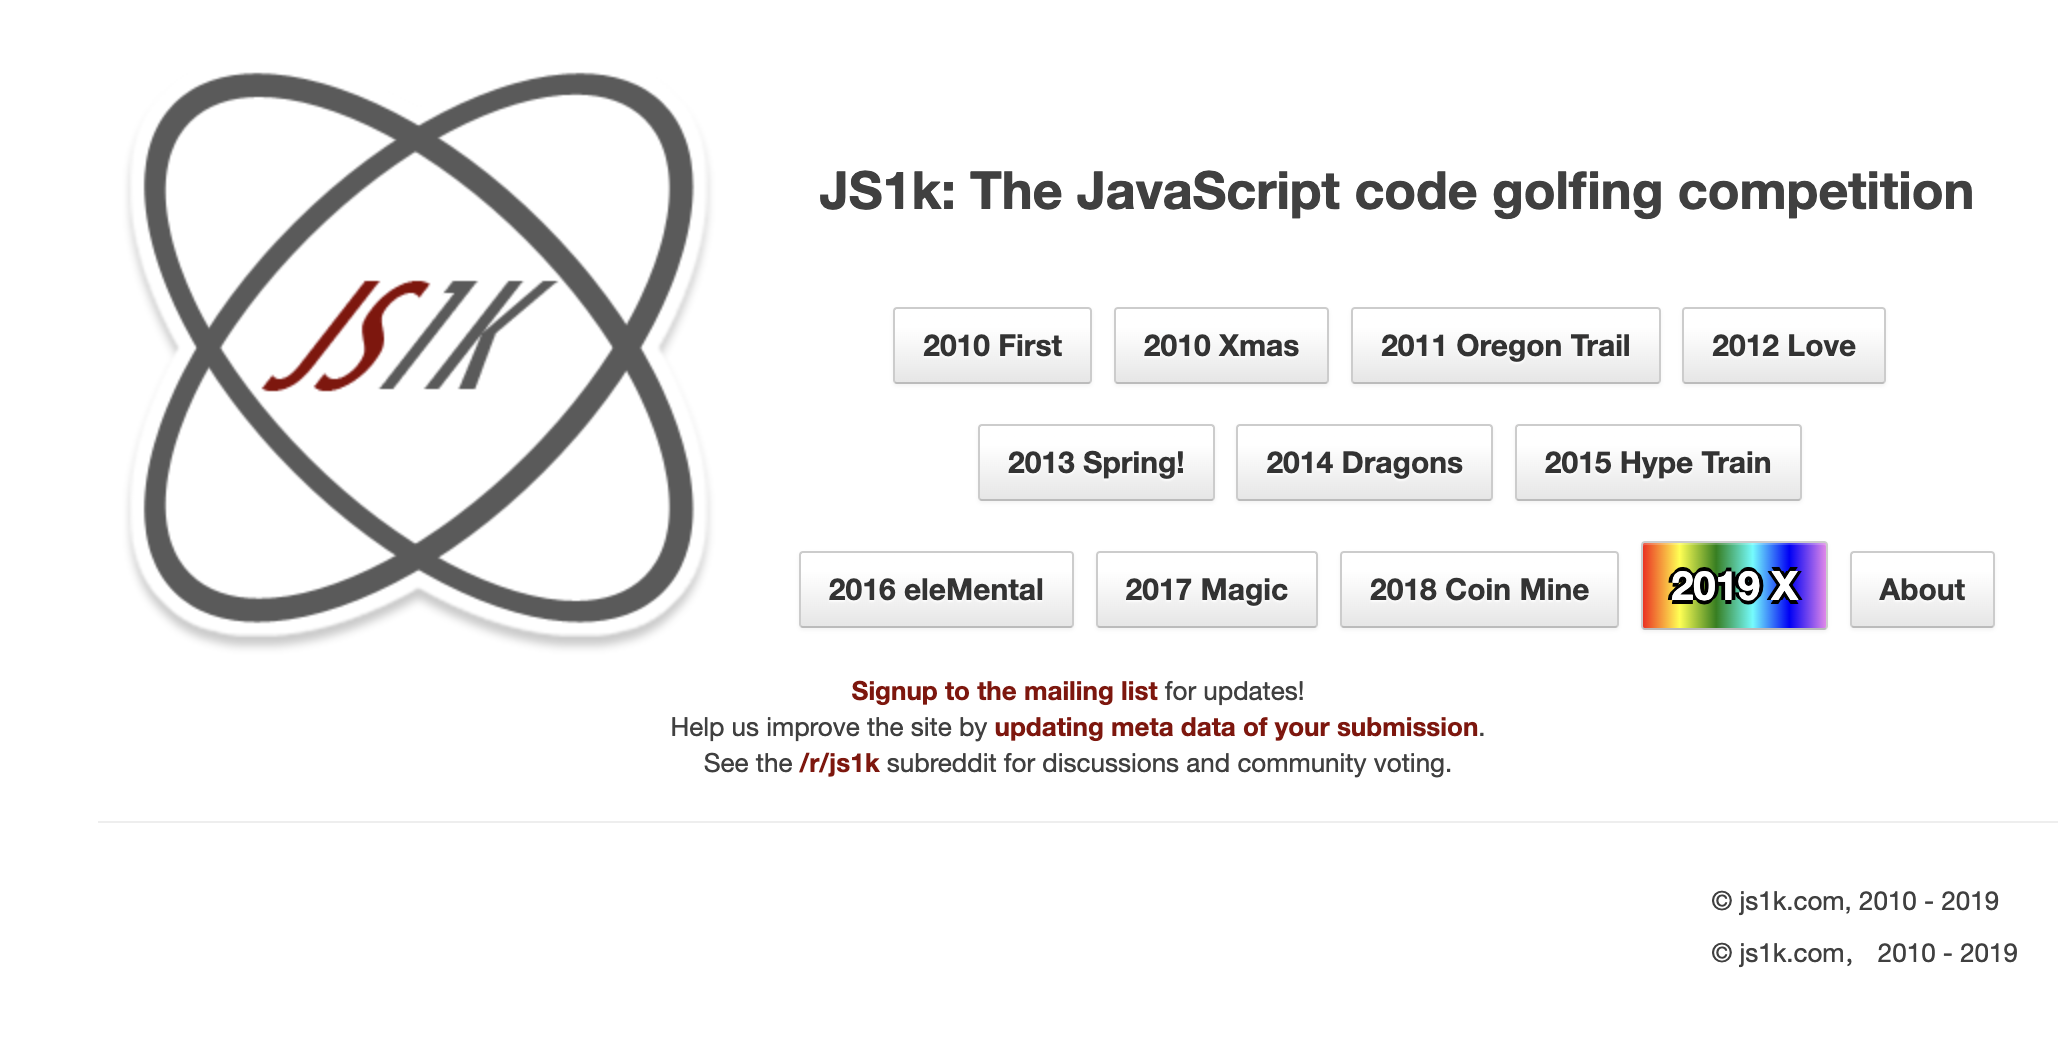 JS1K
JS1k: The JavaScript code golfing competition
2010 First 2010 Xmas 2011 Oregon Trail 2012 Love
2013 Spring! 2014 Dragons 2015 Hype Train
2016 eleMental 2017 Magic 2018 Coin Mine 2019 X About
Signup to the mailing list for updates!
Help us improve the site by updating meta data of your submission.
See the /r/js1k subreddit for discussions and community voting.
© js1k.com, 2010 - 2019
© js1k.com, 2010 - 2019